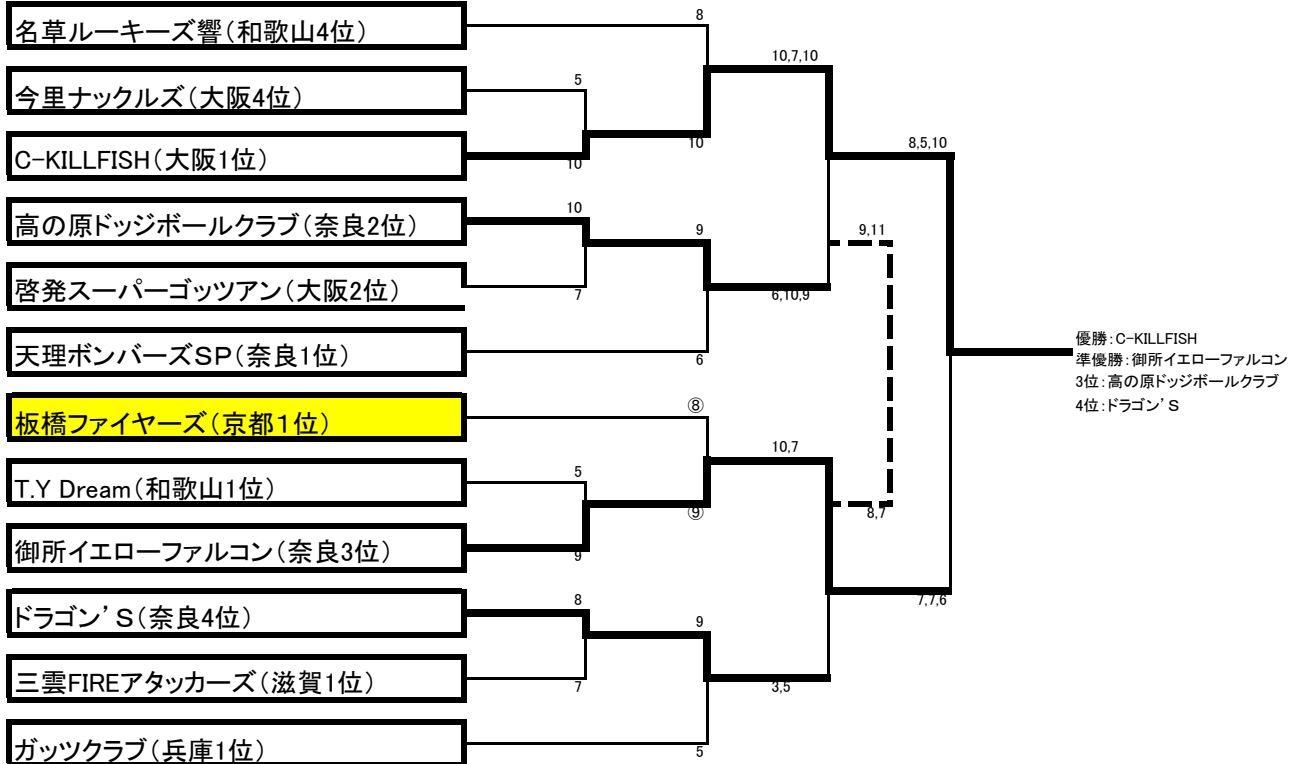 8
名草ルーキーズ響(和歌山4位)
10,7,10
5
今里ナックルズ(大阪4位)
10
8,5,10
C-KILLFISH(大阪1位)
10
10
高の原ドッジボールクラブ(奈良2位)
9
9,11
啓発スーパーゴッツアン(大阪2位)
7
6,10,9
天理ボンバーズSP(奈良1位)
6
優勝:C-KILLFISH
準優勝:御所イエローファルコン
3位:高の原ドッジボールクラブ
4位:ドラゴン'S
⑧
板橋ファイヤーズ(京都1位)
10,7
5
T.Y Dream(和歌山1位)
⑨
8,7
御所イエローファルコン(奈良3位)
9
8
7,7,6
ドラゴン'S(奈良4位)
9
三雲FIREアタッカーズ(滋賀1位)
7
3,5
ガッツクラブ(兵庫1位)
5